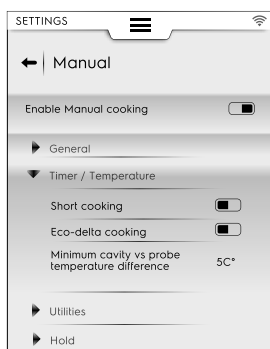 SETTINGS
Manual
Enable Manual cooking
General
Timer / Temperature
Short cooking
Eco-delta cooking
Minimum cavity vs probe
temperature difference
5C°
Utilities
Hold